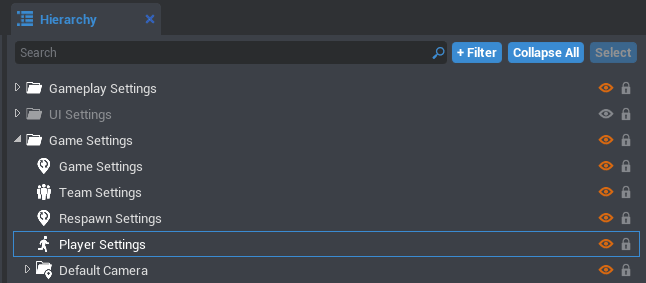 Hierarchy
Search + Filter Collapse All Select
Gameplay Settings
UI Settings
Game Settings
Game Settings
Team Settings
Respawn Settings
Player Settings
Default Camera